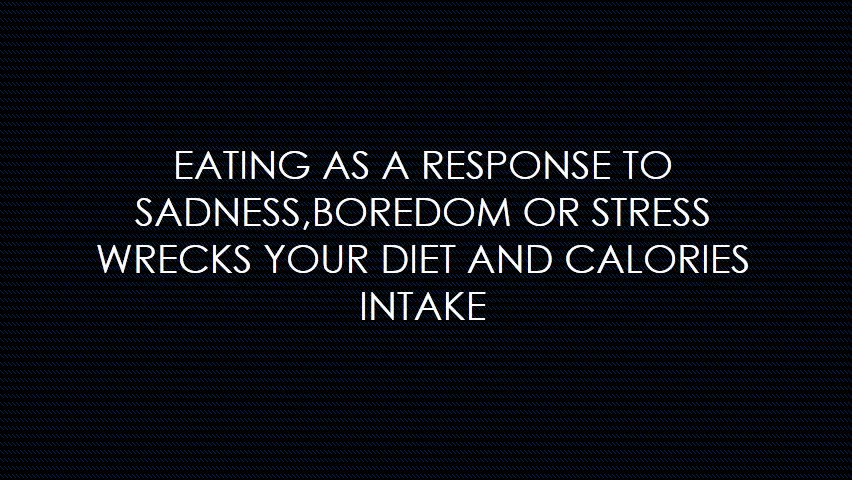 EATING AS A RESPONSE TO
SADNESS,BOREDOM OR STRESS
WRECKS YOUR DIET AND CALORIES
INTAKE